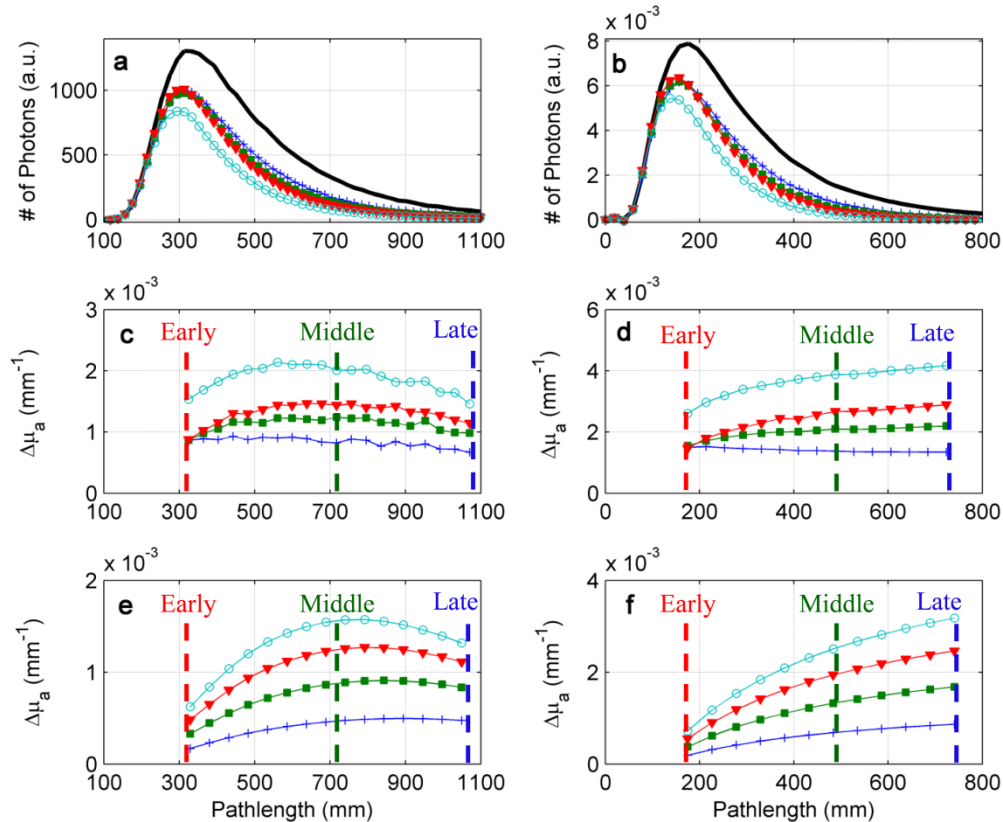 x 10⁻³
a
b
# of Photons (a.u.)
1000
500
0
100 300 500 700 900 1100
# of Photons (a.u.)
8
6
4
2
0
0 200 400 600 800
x 10⁻³
x 10⁻³
c Early Middle Late
d Early Middle Late
Δμa (mm⁻¹)
3
2
1
0
100 300 500 700 900 1100
Δμa (mm⁻¹)
6
4
2
0
0 200 400 600 800
x 10⁻³
x 10⁻³
e Early Middle Late
f Early Middle Late
Δμa (mm⁻¹)
2
1
0
100 300 500 700 900 1100
Pathlength (mm)
Δμa (mm⁻¹)
4
2
0
0 200 400 600 800
Pathlength (mm)